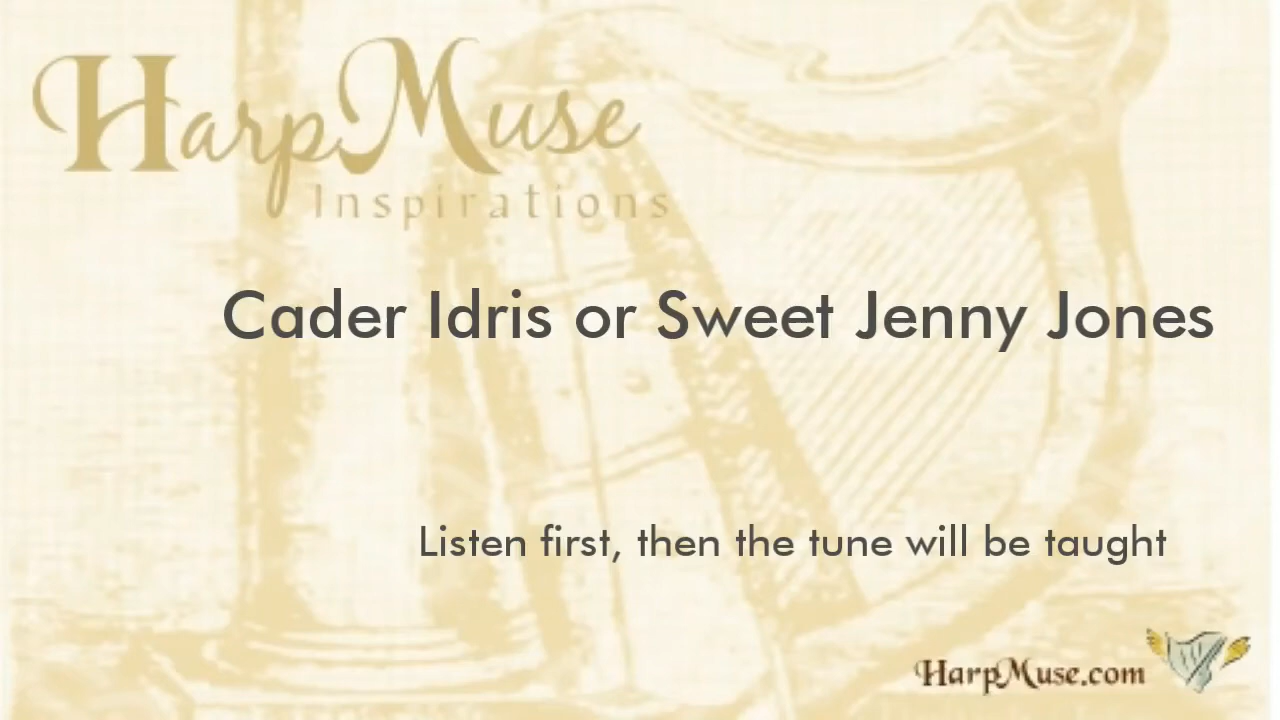 HarpMuse
Inspirations
Cader Idris or Sweet Jenny Jones
Listen first, then the tune will be taught
HarpMuse.com